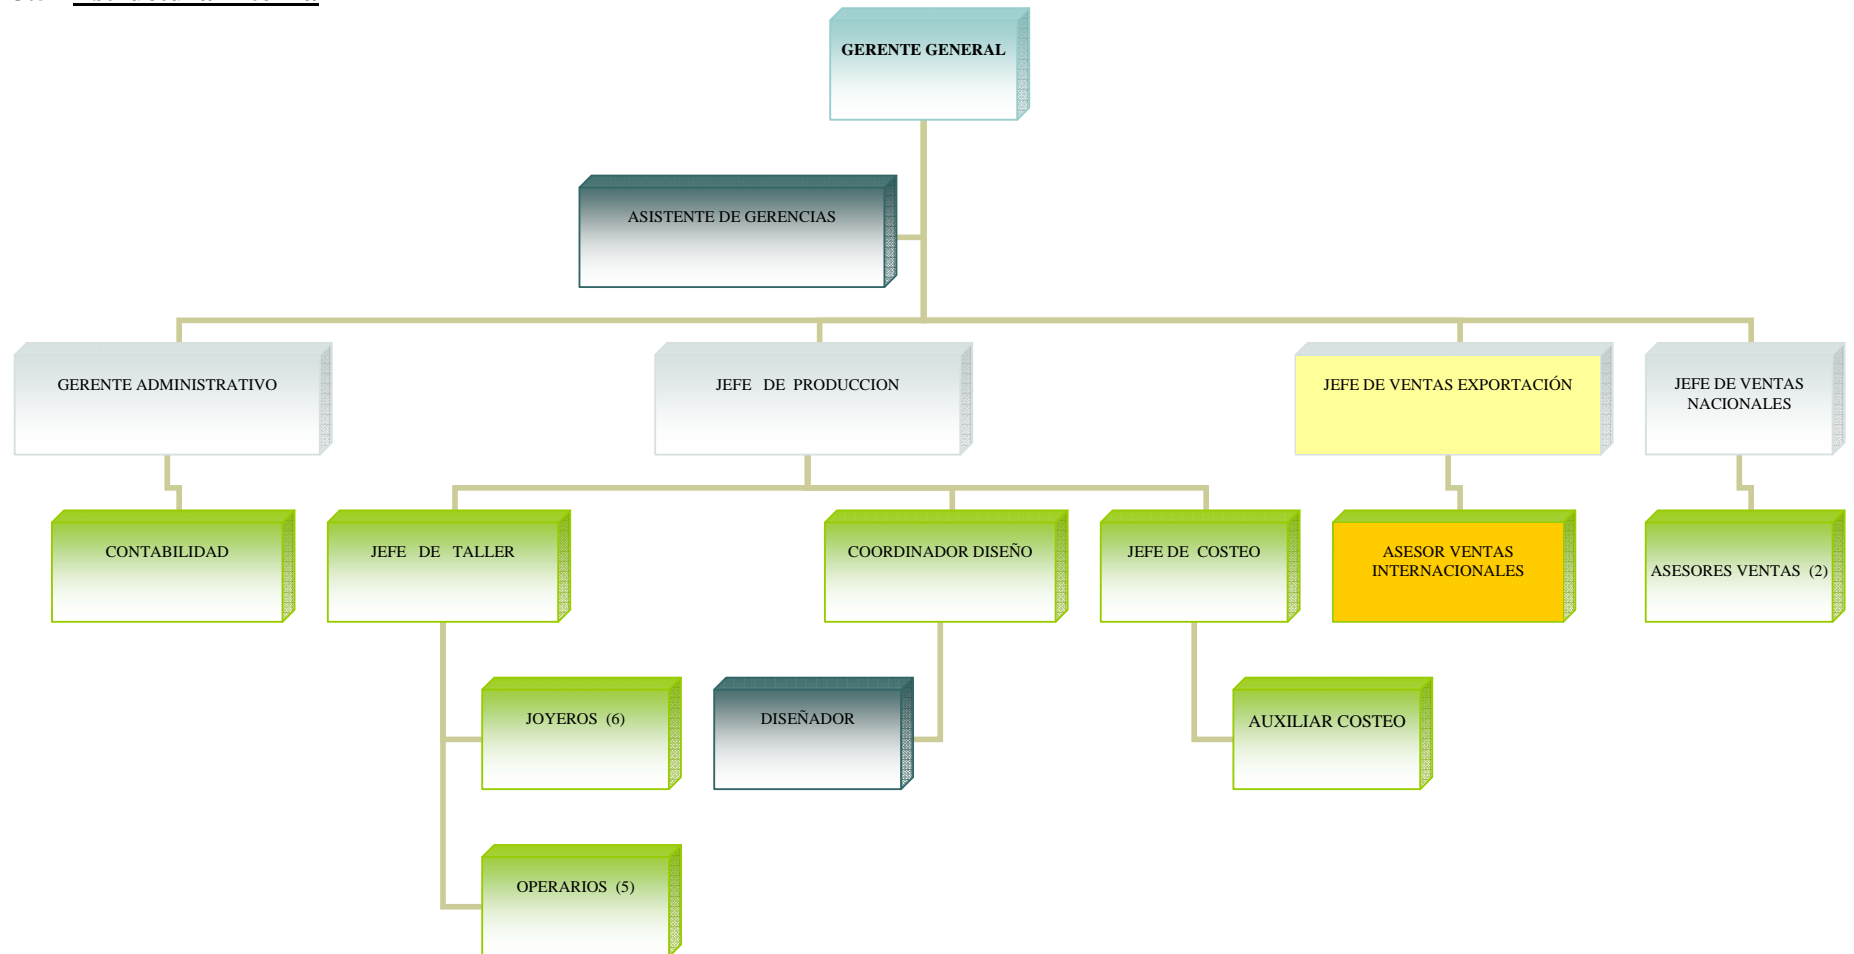 GERENTE GENERAL
ASISTENTE DE GERENCIAS
GERENTE ADMINISTRATIVO
JEFE DE PRODUCCION
JEFE DE VENTAS EXPORTACIÓN
JEFE DE VENTAS
NACIONALES
CONTABILIDAD
JEFE DE TALLER
COORDINADOR DISEÑO
JEFE DE COSTEO
ASESOR VENTAS
INTERNACIONALES
ASESORES VENTAS (2)
JOYEROS (6)
DISEÑADOR
AUXILIAR COSTEO
OPERARIOS (5)